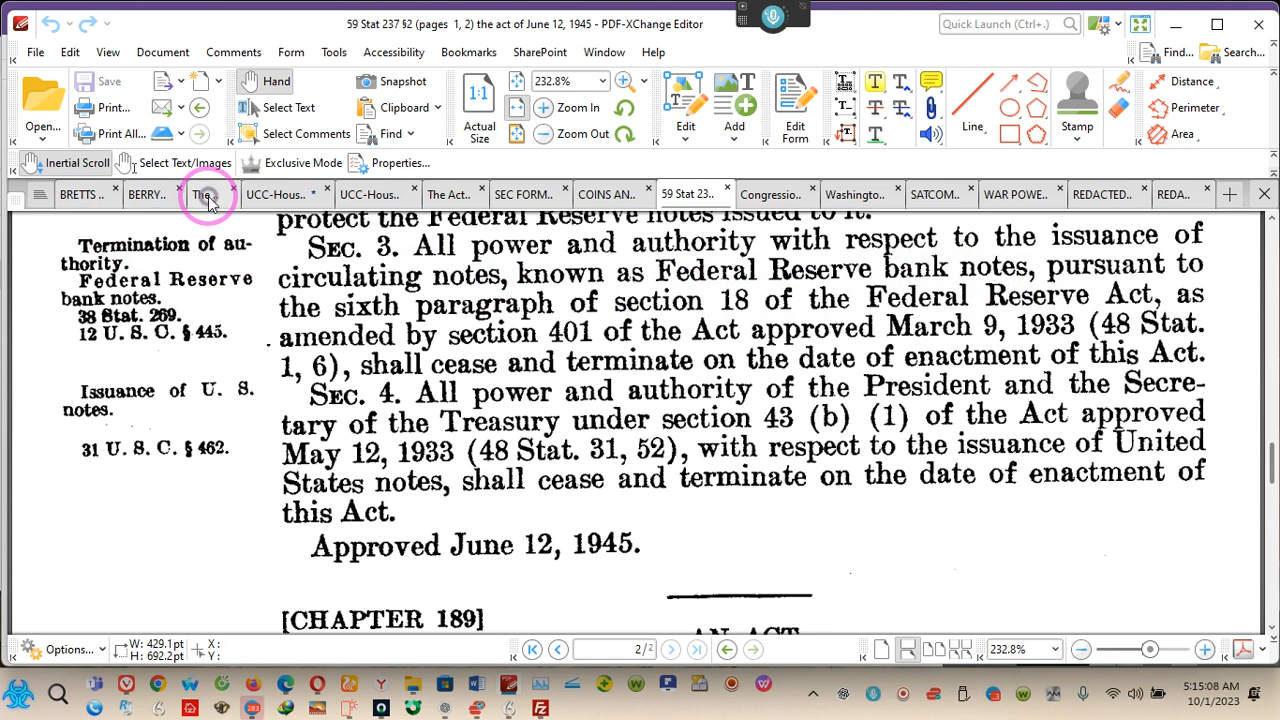 59 Stat 237 §2 (pages 1, 2) the act of June 12, 1945* - PDF-XChange Editor
Quick Launch (Ctrl+.)
File Edit View Document Comments Form Tools Accessibility Connect Bookmarks SharePoint Window Help
Find... Search...
Open... Save Print... Print All...
Hand Select Text Select Comments
Snapshot Clipboard Find
Actual Size
232.8% Zoom In Zoom Out
Edit Add Edit Form
Line Stamp
Distance Perimeter Area
Inertial Scroll Select Text/Images Exclusive Mode Properties...
BRETTS .. BERRY.. UCC-Hous.. * UCC-Hous.. The Act.. SEC FORM.. COINS AN.. 59 Stat 23.. Congressio.. Washingto.. SATOM.. WAR POWE.. REDACTED.. REDA..
protect the Federal Reserve notes issued to it.
Termination of au-
thority.
Federal Reserve
bank notes.
38 Stat. 269.
12 U. S. C. § 445.
SEC. 3. All power and authority with respect to the issuance of
circulating notes, known as Federal Reserve bank notes, pursuant to
the sixth paragraph of section 18 of the Federal Reserve Act, as
amended by section 401 of the Act approved March 9, 1933 (48 Stat.
1, 6), shall cease and terminate on the date of enactment of this Act.
Issuance of U. S.
notes.
31 U. S. C. § 462.
SEC. 4. All power and authority of the President and the Secre-
tary of the Treasury under section 43 (b) (1) of the Act approved
May 12, 1933 (48 Stat. 31, 52), with respect to the issuance of United
States notes, shall cease and terminate on the date of enactment of
this Act.
Approved June 12, 1945.
[CHAPTER 189]
AN ACT
Options... W: 429.1pt H: 692.2pt X: Y: 2/2 232.8%
5:15:08 AM
10/1/2023